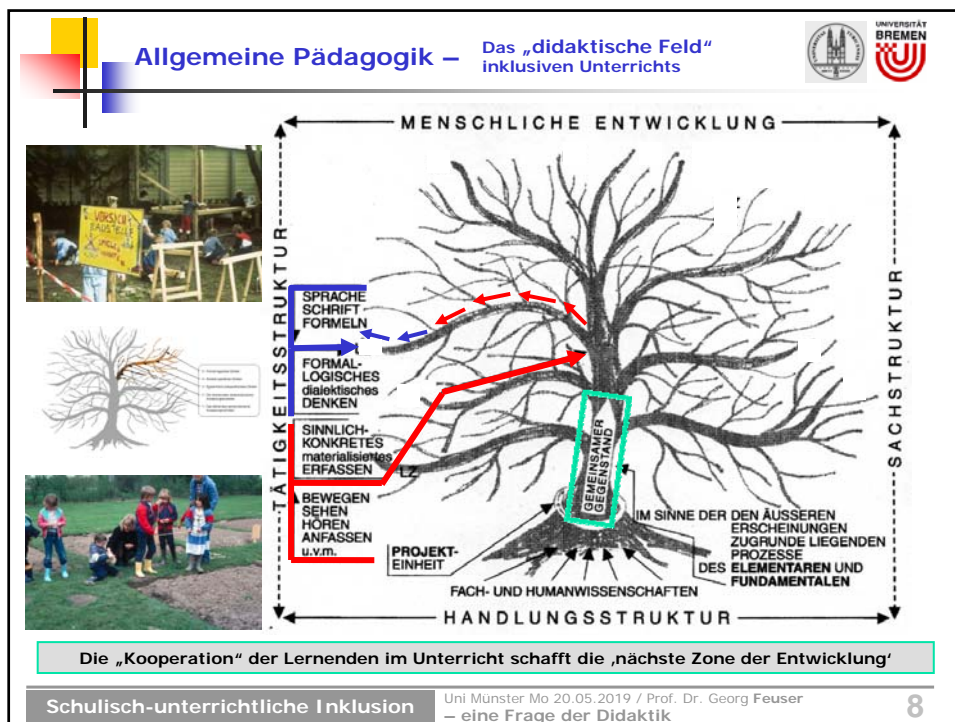 Allgemeine Pädagogik –
Das „didaktische Feld“
inklusiven Unterrichts
UNIVERSITÄT
BREMEN
MENSCHLICHE ENTWICKLUNG
VORSICHT
BAUSTELLE
TÄTIGKEITSSTRUKTUR
SPRACHE
SCHRIFT
FORMELN
FORMAL-
LOGISCHES
dialektisches
DENKEN
SINNLICH-
KONKRETES
materialisiertes
ERFASSEN
LZ
BEWEGEN
SEHEN
HÖREN
ANFASSEN
u.v.m.
GEMEINSAMER
GEGENSTAND
SACHSTRUKTUR
PROJEKT-
EINHEIT
IM SINNE DER DEN ÄUSSEREN
ERSCHEINUNGEN
ZUGRUNDE LIEGENDEN
PROZESSE
DES ELEMENTAREN UND
FUNDAMENTALEN
FACH- UND HUMANWISSENSCHAFTEN
HANDLUNGSSTRUKTUR
Die „Kooperation“ der Lernenden im Unterricht schafft die ‚nächste Zone der Entwicklung‘
Schulisch-unterrichtliche Inklusion
Uni Münster Mo 20.05.2019 / Prof. Dr. Georg Feuser
– eine Frage der Didaktik
8